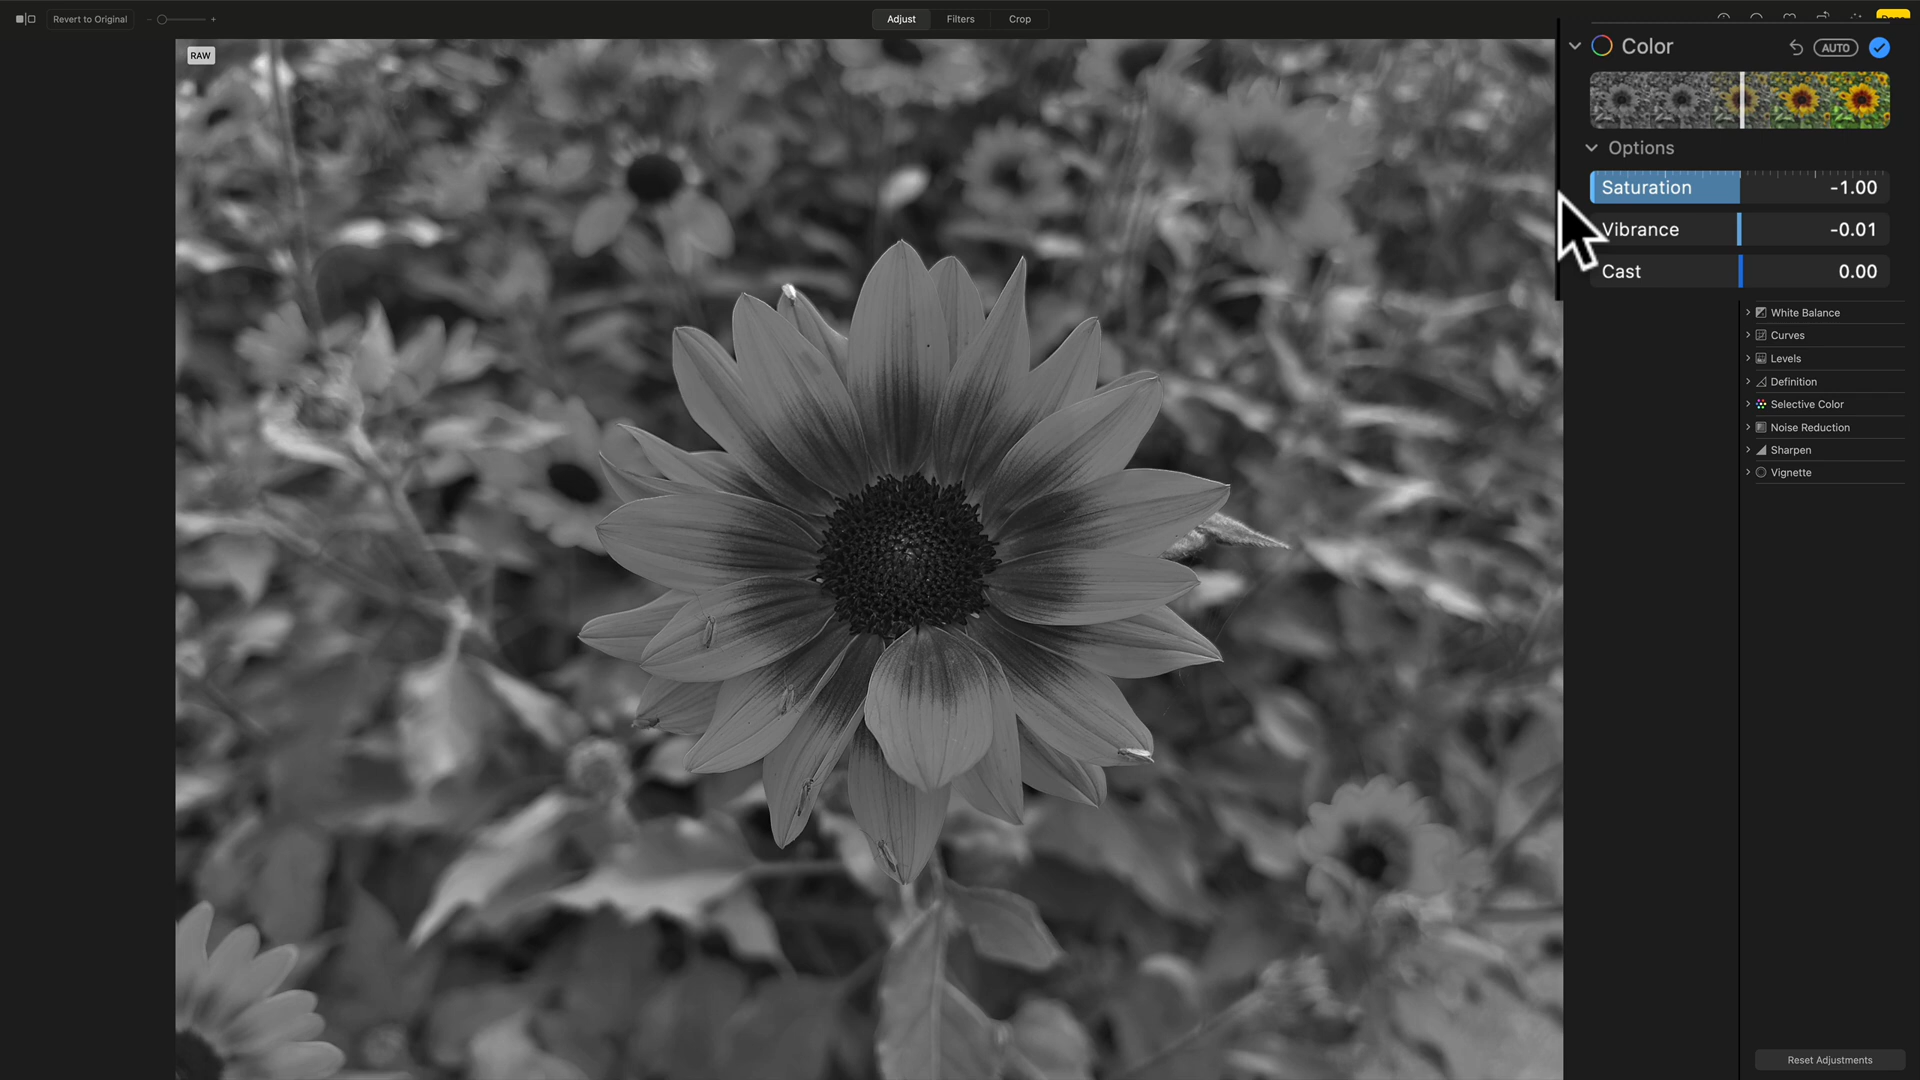 Revert to Original
Adjust
Filters
Crop
RAW
Color
AUTO
Options
Saturation -1.00
Vibrance -0.01
Cast 0.00
White Balance
Curves
Levels
Definition
Selective Color
Noise Reduction
Sharpen
Vignette
Reset Adjustments